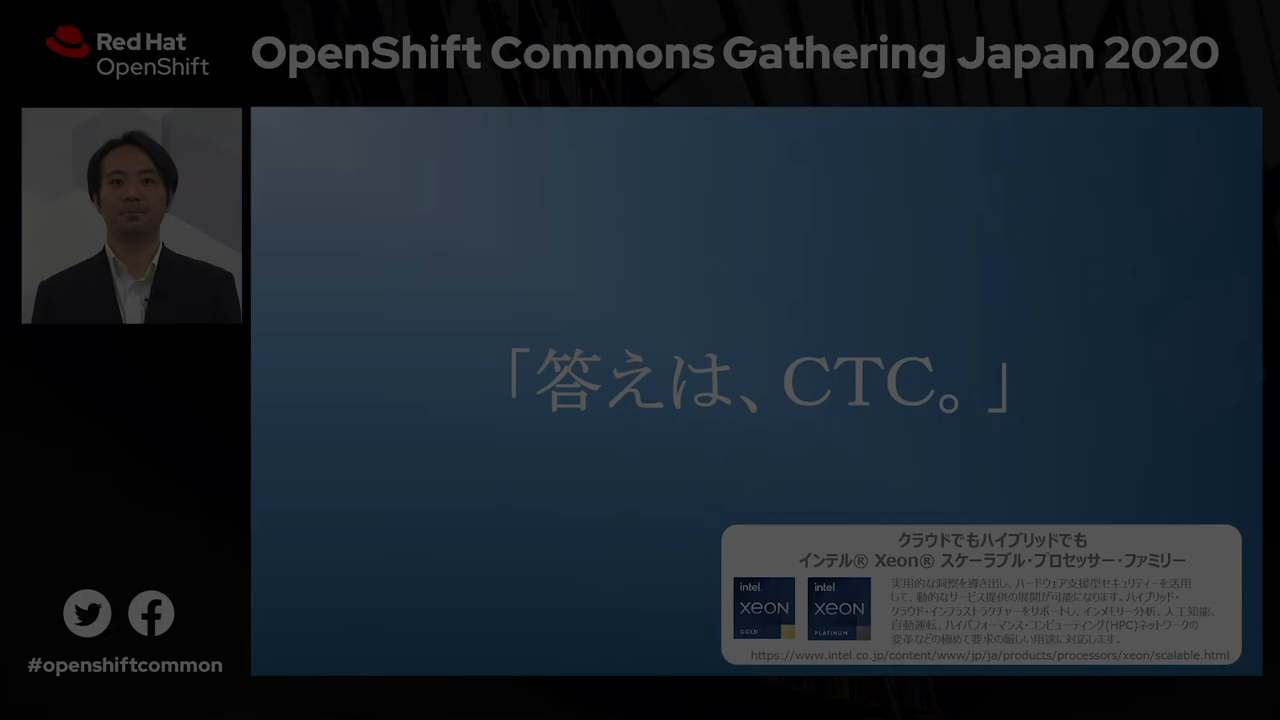 Red Hat
OpenShift
OpenShift Commons Gathering Japan 2020
「答えは、CTC。」
クラウドでもハイブリッドでも
インテル® Xeon® スケーラブル・プロセッサー・ファミリー
intel.
XEON
GOLD
intel.
XEON
PLATINUM
実用的な洞察を導き出し、ハードウェア支援型セキュリティーを活用
して、動的なサービス提供の展開が可能になります。ハイブリッド・
クラウド・インフラストラクチャーをサポートし、インメモリー分析、人工知能、
自動運転、ハイパフォーマンス・コンピューティング(HPC)ネットワークの
変革などの極めて要求の厳しい用途に対応します。
https://www.intel.co.jp/content/www/jp/ja/products/processors/xeon/scalable.html
#openshiftcommon